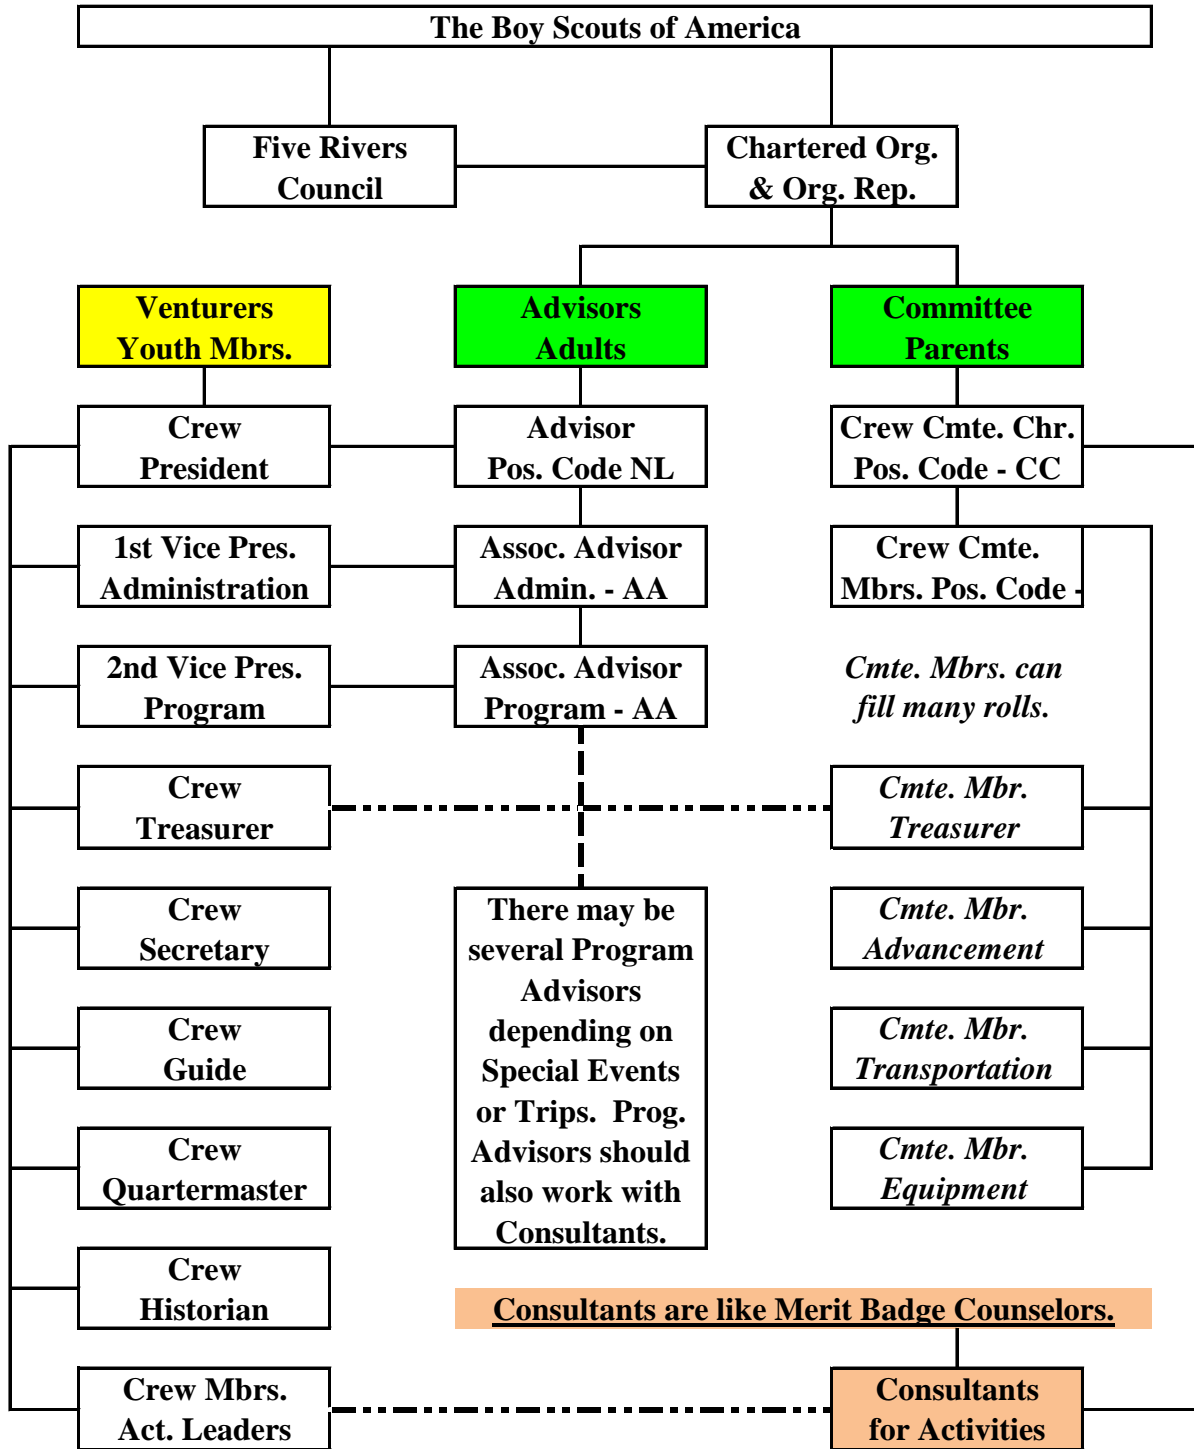 The Boy Scouts of America
Five Rivers
Council
Chartered Org.
& Org. Rep.
Venturers
Youth Mbrs.
Advisors
Adults
Committee
Parents
Crew
President
Advisor
Pos. Code NL
Crew Cmte. Chr.
Pos. Code - CC
1st Vice Pres.
Administration
Assoc. Advisor
Admin. - AA
Crew Cmte.
Mbrs. Pos. Code -
2nd Vice Pres.
Program
Assoc. Advisor
Program - AA
Cmte. Mbrs. can
fill many rolls.
Crew
Treasurer
Cmte. Mbr.
Treasurer
Crew
Secretary
There may be
several Program
Advisors
depending on
Special Events
or Trips.  Prog.
Advisors should
also work with
Consultants.
Cmte. Mbr.
Advancement
Crew
Guide
Cmte. Mbr.
Transportation
Crew
Quartermaster
Cmte. Mbr.
Equipment
Crew
Historian
Consultants are like Merit Badge Counselors.
Crew Mbrs.
Act. Leaders
Consultants
for Activities